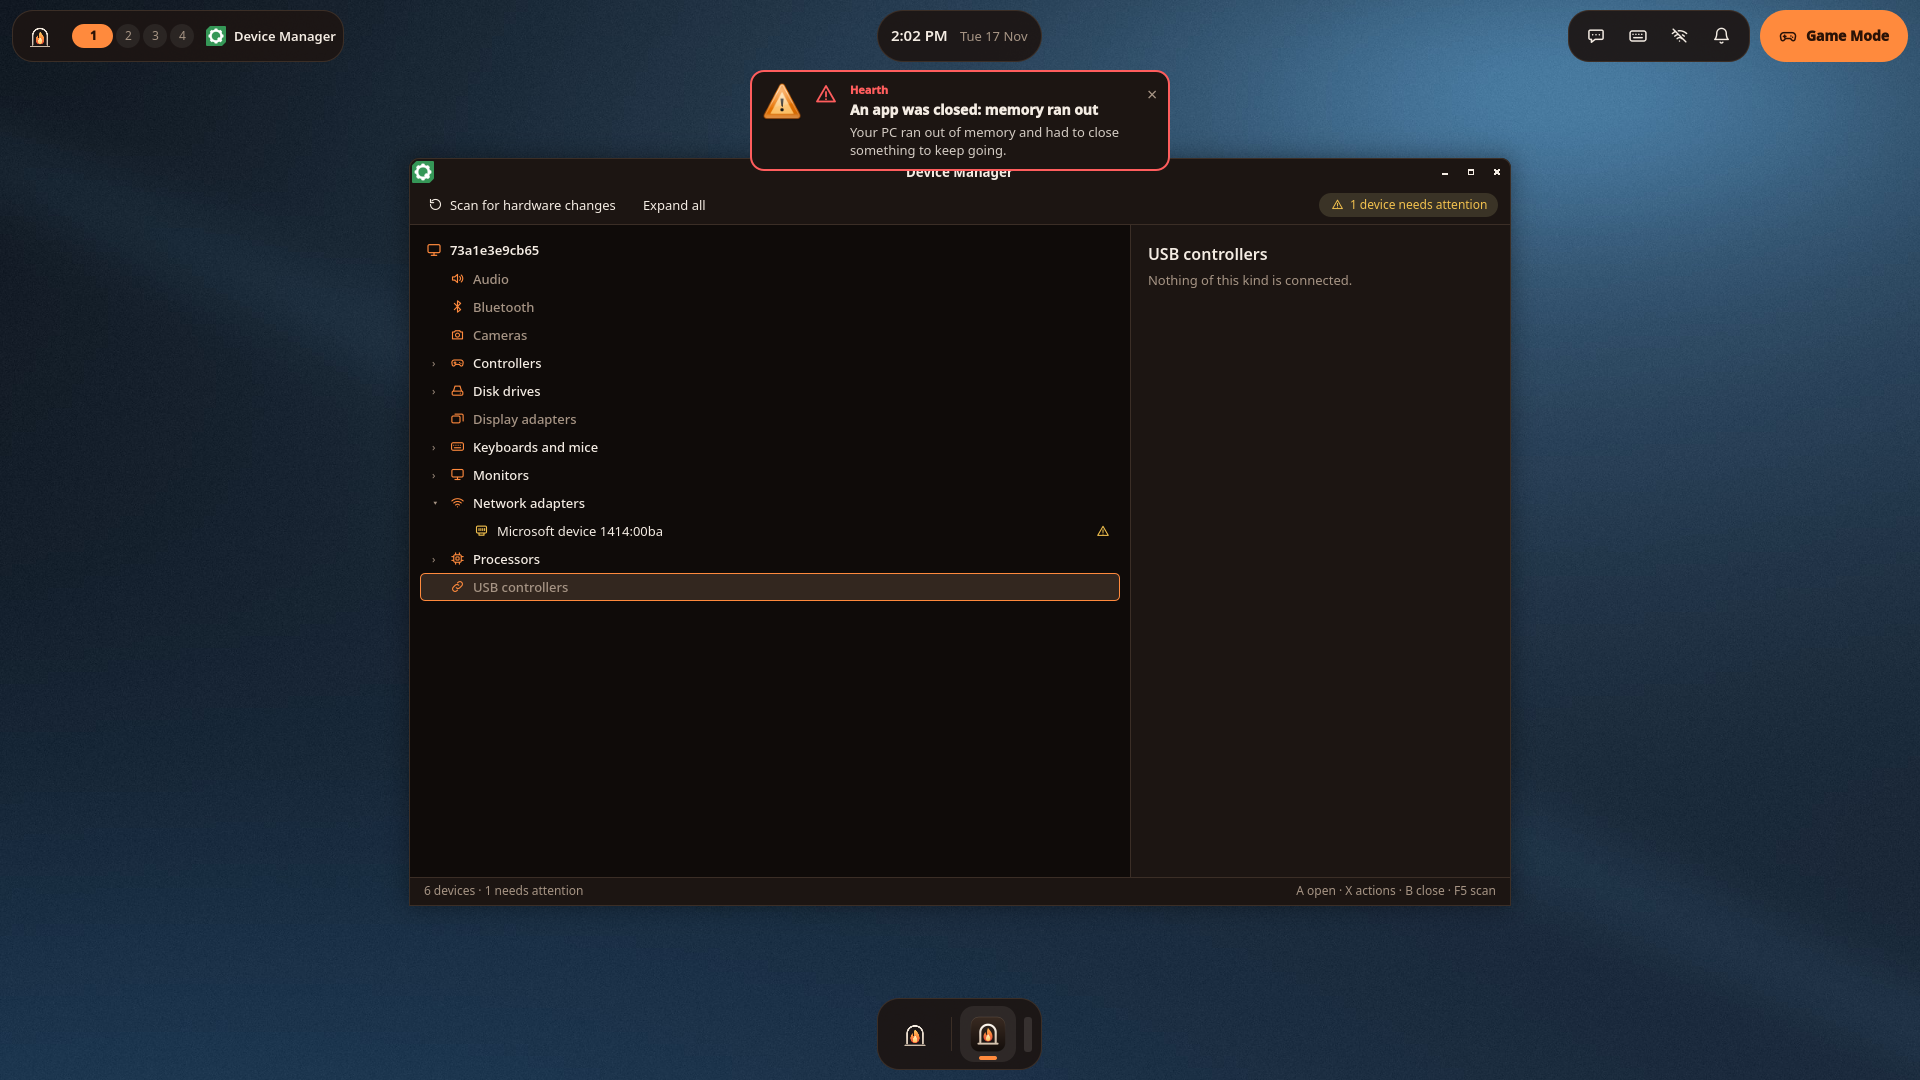 1 2 3 4 Device Manager
2:02 PM Tue 17 Nov
Game Mode
Hearth
An app was closed: memory ran out
Your PC ran out of memory and had to close
something to keep going.
Device Manager
Scan for hardware changes Expall all
1 device needs attention
73a1e3e9cb65
Audio
Bluetooth
Cameras
Controllers
Disk drives
Display adapters
Keyboards and mice
Monitors
Network adapters
Microsoft device 1414:00ba
Processors
USB controllers
USB controllers
Nothing of this kind is connected.
6 devices · 1 needs attention
A open · X actions · B close · F5 scan